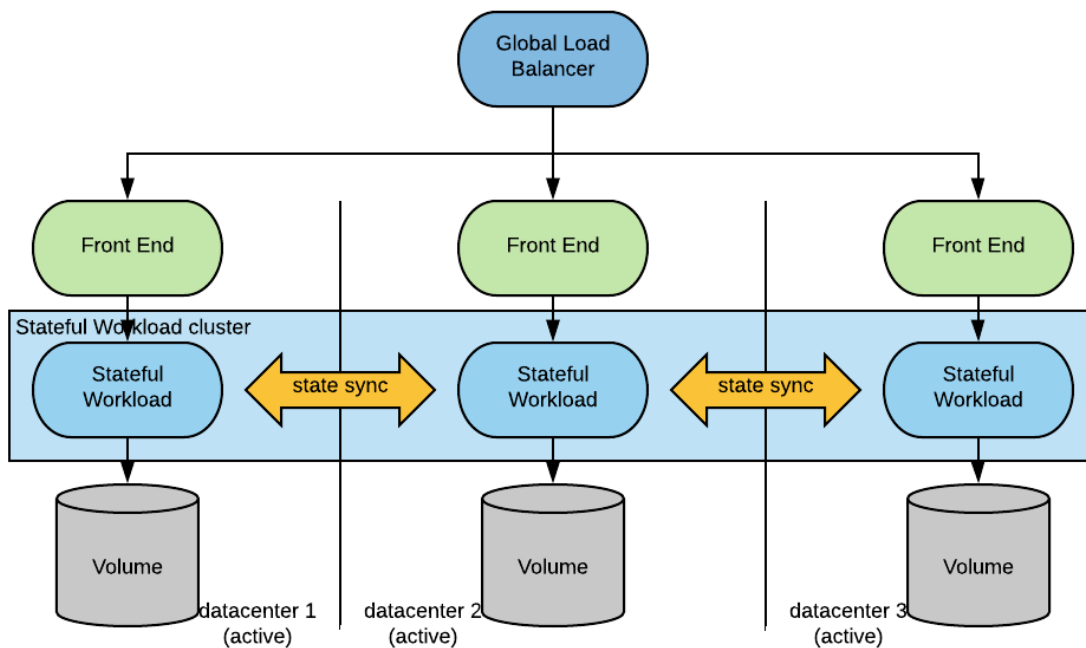 Global Load
Balancer
Front End
Front End
Front End
Stateful Workload cluster
Stateful
Workload
state sync
Stateful
Workload
state sync
Stateful
Workload
Volume
Volume
Volume
datacenter 1
(active)
datacenter 2
(active)
datacenter 3
(active)